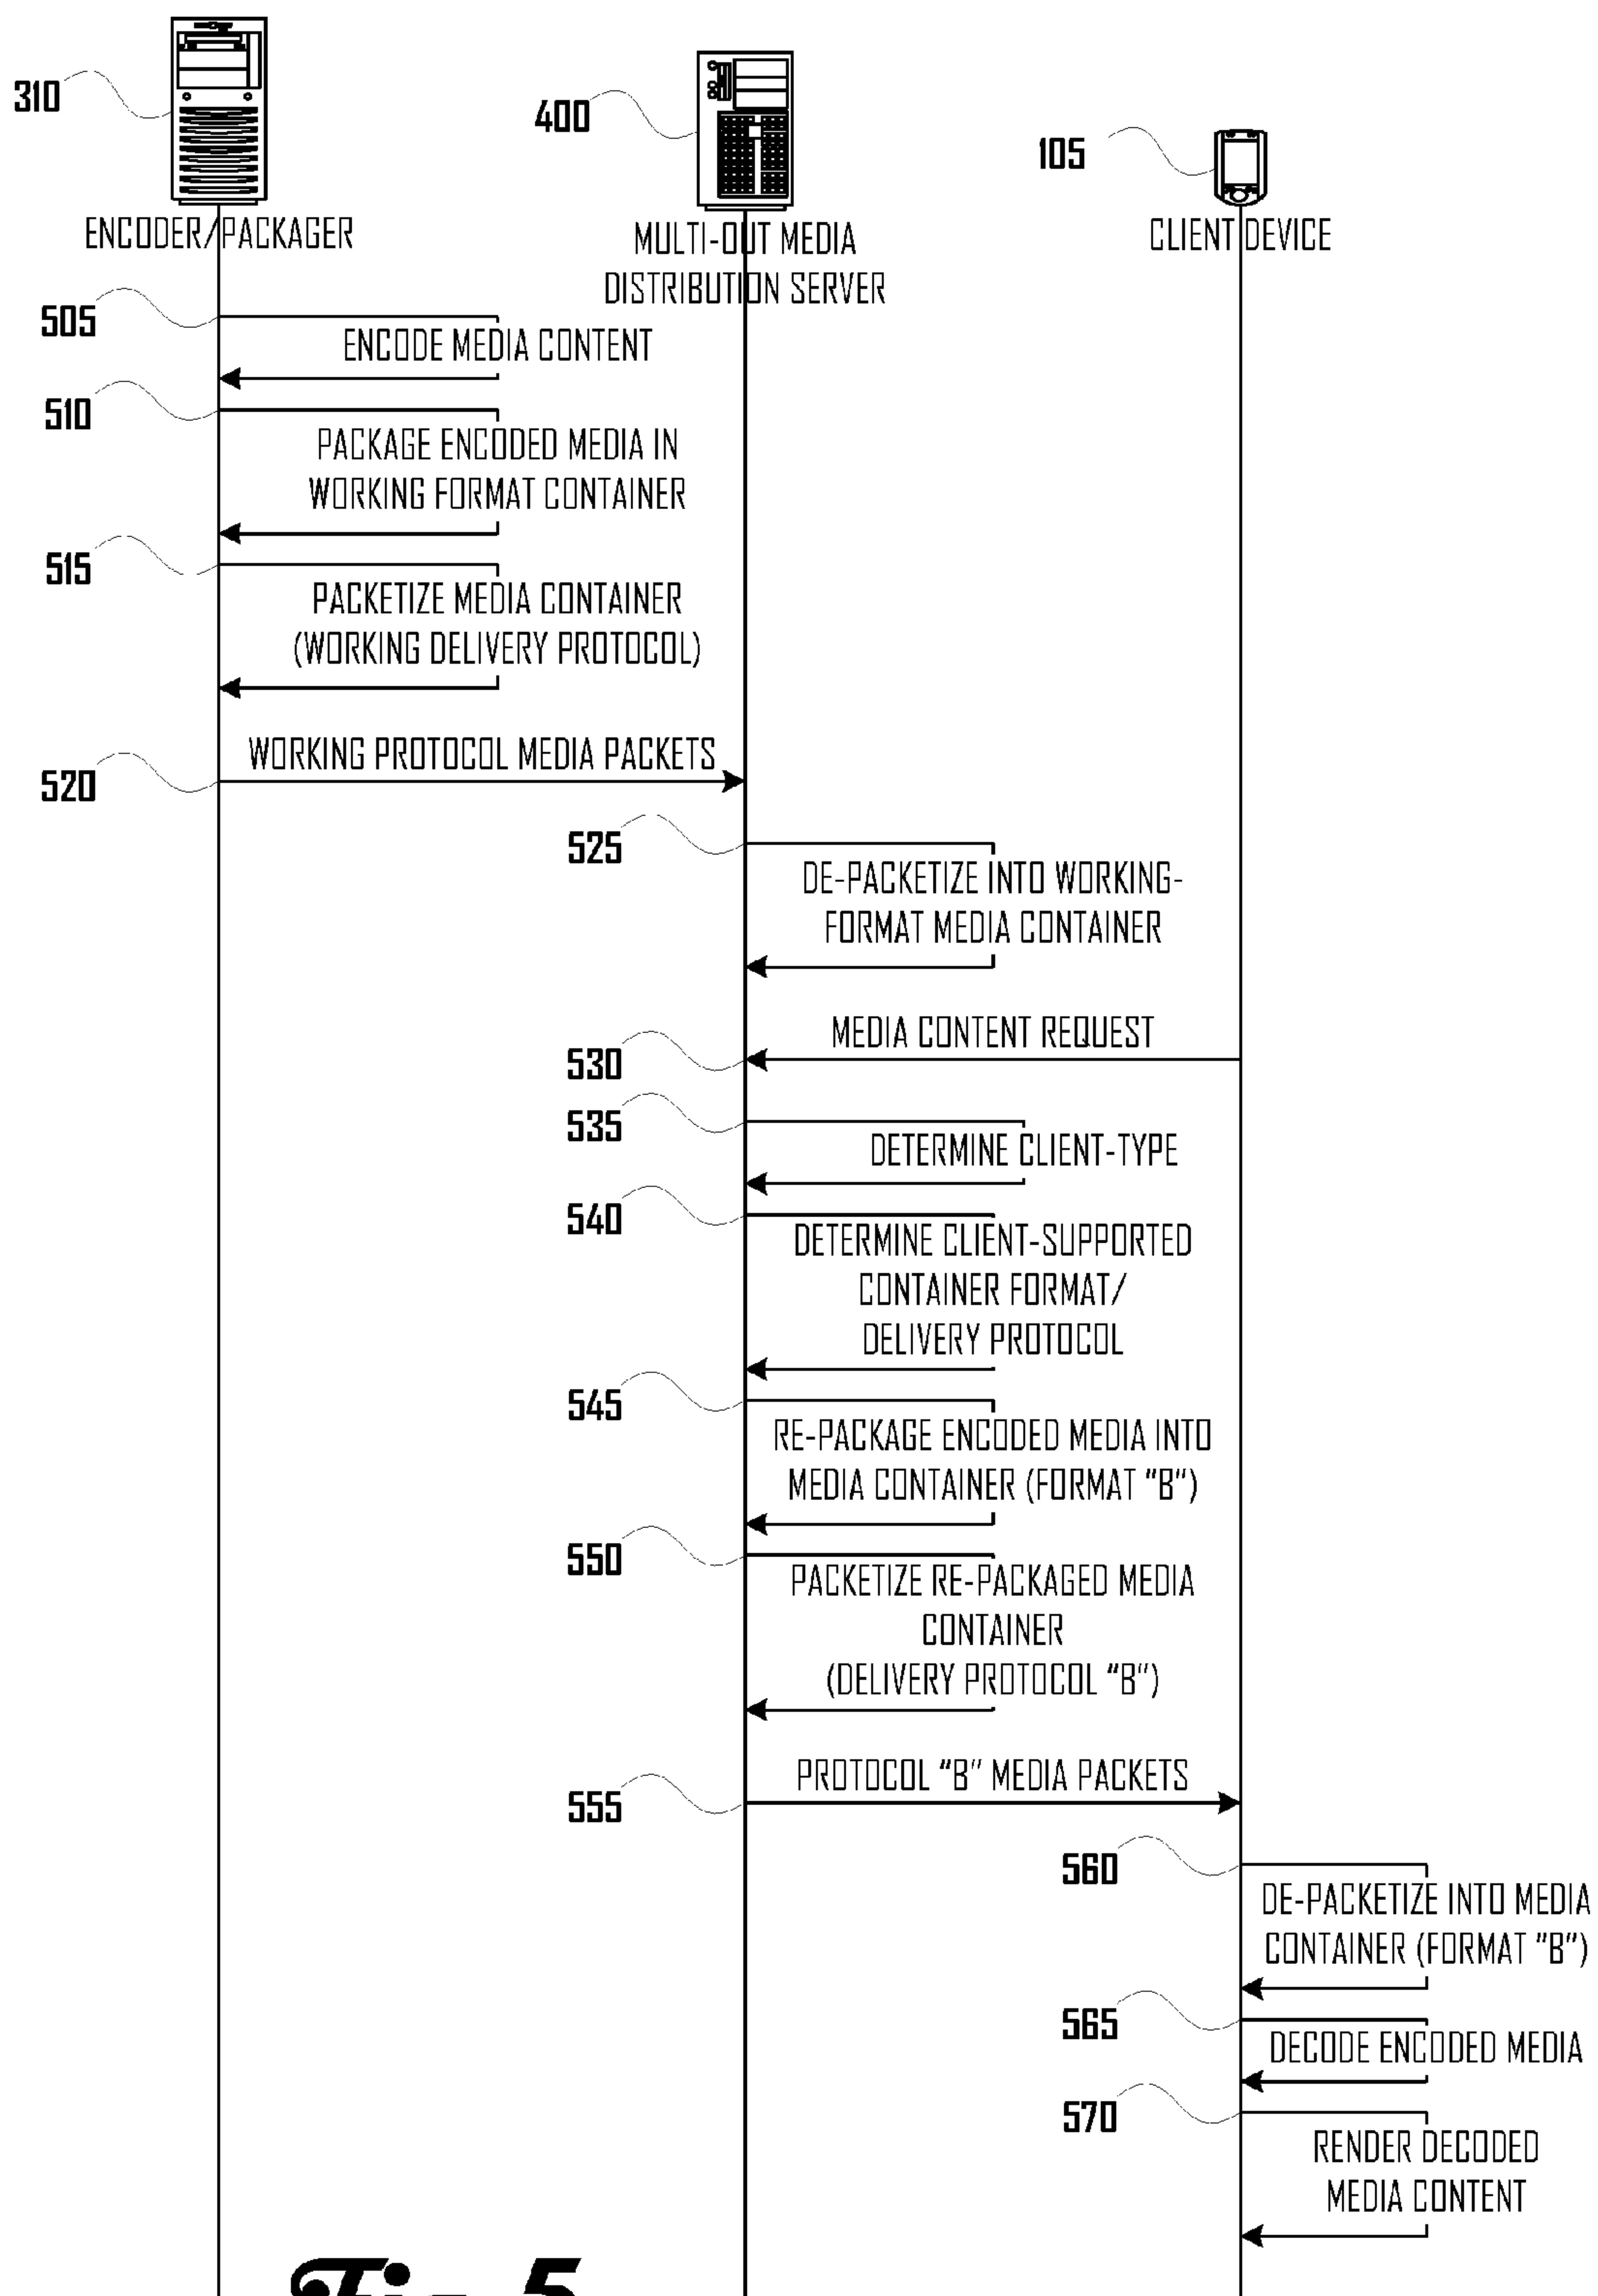 310
400
105
ENCODER/PACKAGER
MULTI-OUT MEDIA
DISTRIBUTION SERVER
CLIENT DEVICE
505
ENCODE MEDIA CONTENT
510
PACKAGE ENCODED MEDIA IN
WORKING FORMAT CONTAINER
515
PACKETIZE MEDIA CONTAINER
(WORKING DELIVERY PROTOCOL)
520
WORKING PROTOCOL MEDIA PACKETS
525
DE-PACKETIZE INTO WORKING-
FORMAT MEDIA CONTAINER
530
MEDIA CONTENT REQUEST
535
DETERMINE CLIENT-TYPE
540
DETERMINE CLIENT-SUPPORTED
CONTAINER FORMAT/
DELIVERY PROTOCOL
545
RE-PACKAGE ENCODED MEDIA INTO
MEDIA CONTAINER (FORMAT "B")
550
PACKETIZE RE-PACKAGED MEDIA
CONTAINER
(DELIVERY PROTOCOL "B")
555
PROTOCOL "B" MEDIA PACKETS
560
DE-PACKETIZE INTO MEDIA
CONTAINER (FORMAT "B")
565
DECODE ENCODED MEDIA
570
RENDER DECODED
MEDIA CONTENT
Fig. 5